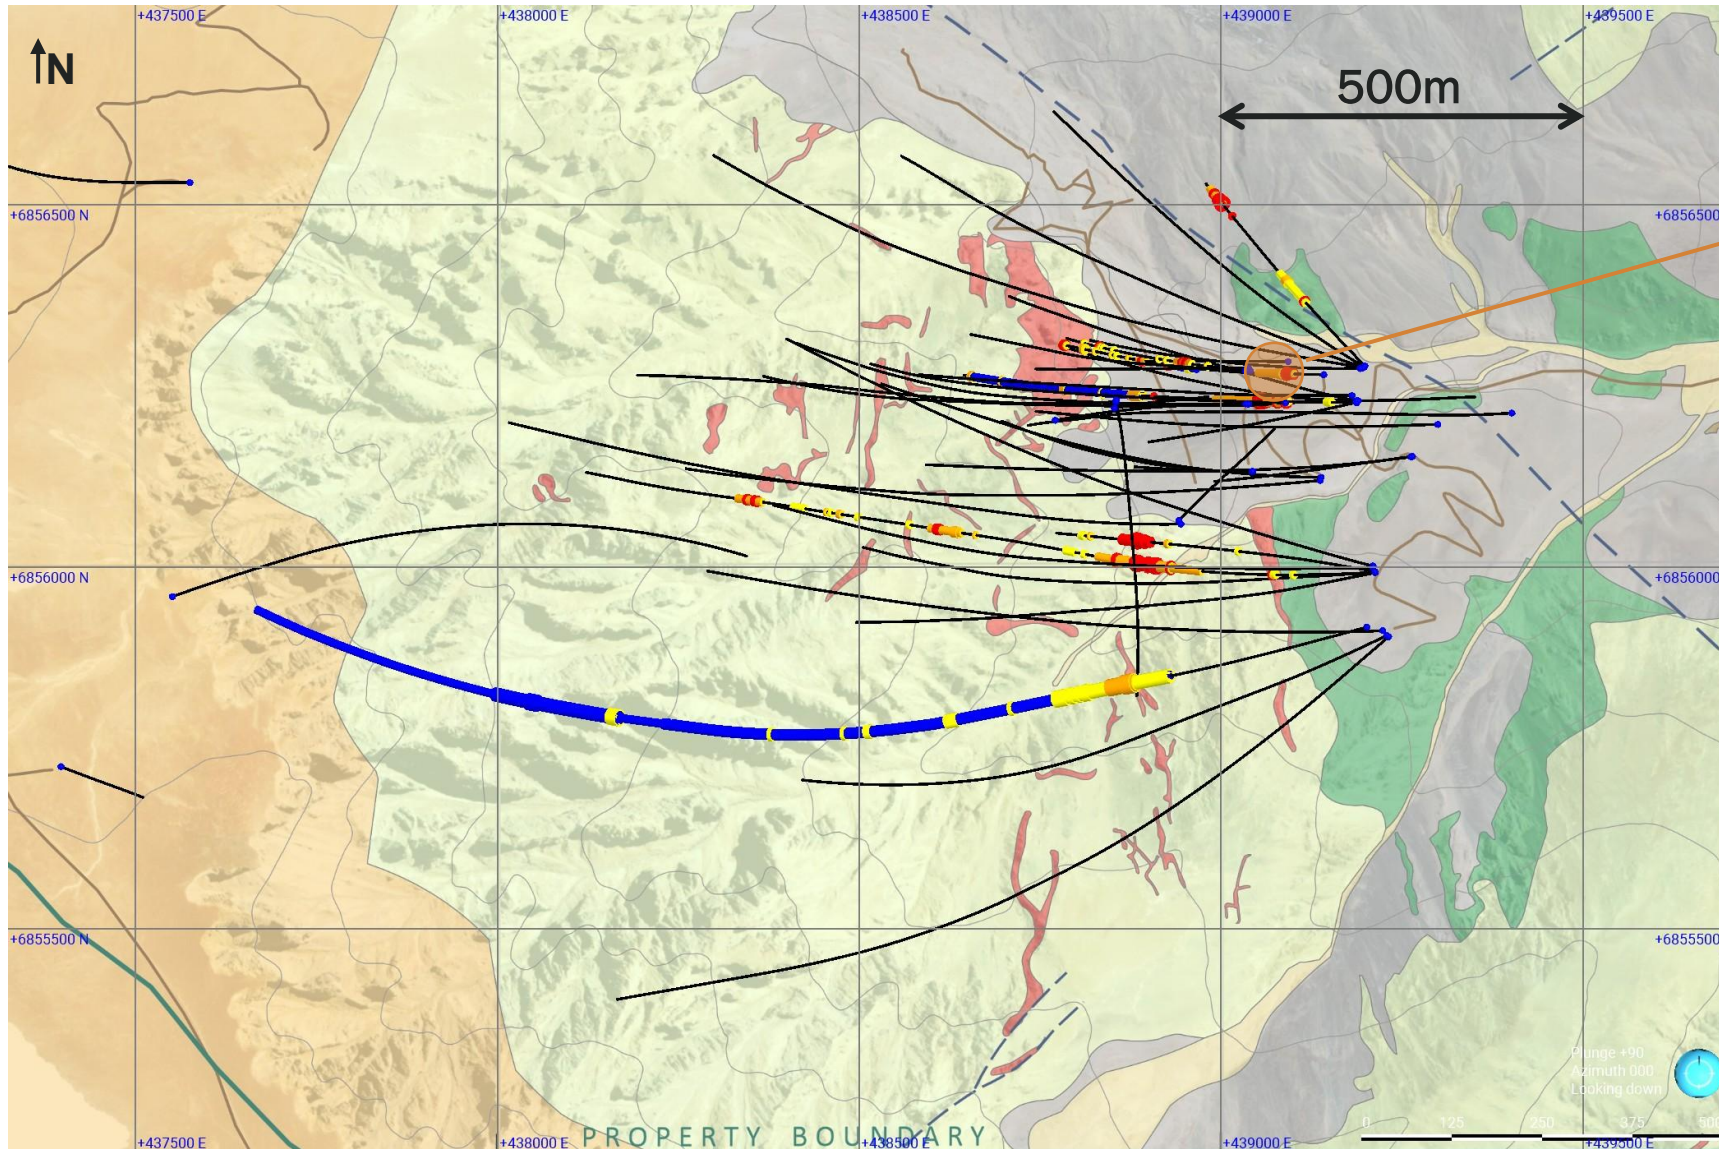 +437500 E
+438000 E
+438500 E
+439000 E
+439500 E
N
500m
+6856500 N
+6856500
+6856000 N
+6856000
+6855500 N
+6855500
Plunge +90
Azimuth 000
Looking down
0 125 250 375 500
PROPERTY BOUNDARY
+437500 E
+438000 E
+438500 E
+439000 E
+439500 E